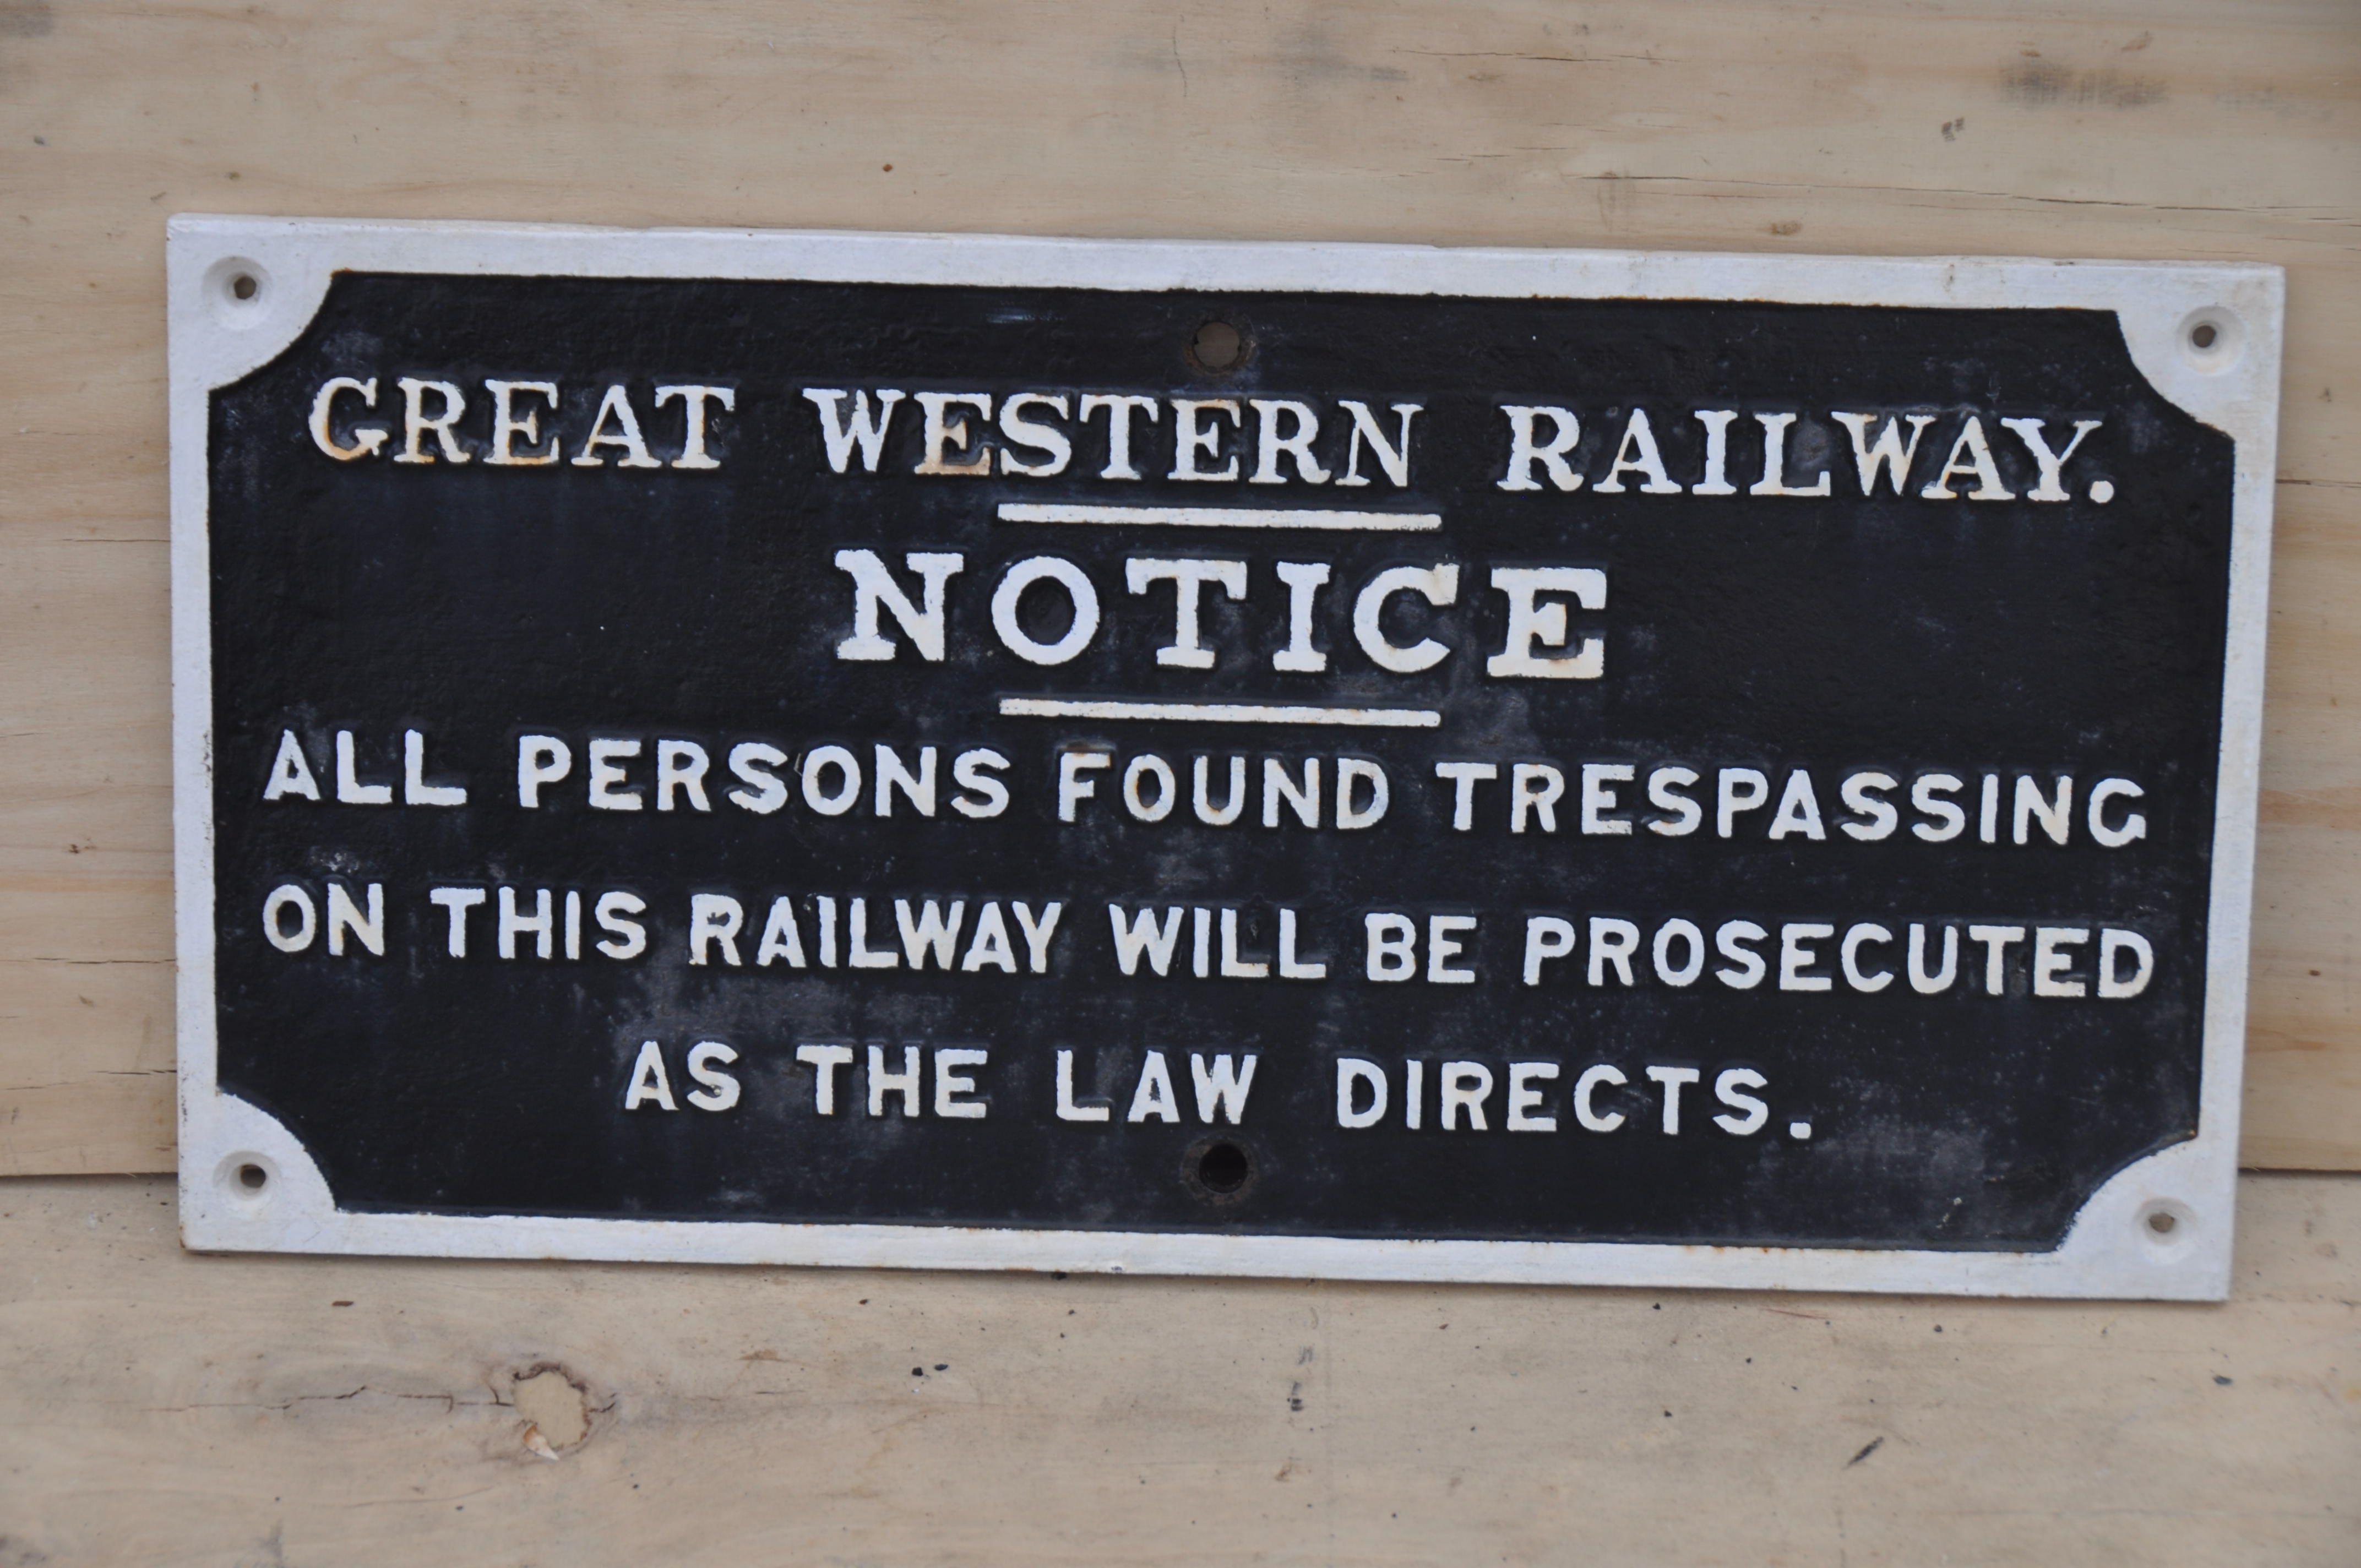 GREAT WESTERN RAILWAY.
NOTICE
ALL PERSONS FOUND TRESPASSING
ON THIS RAILWAY WILL BE PROSECUTED
AS THE LAW DIRECTS.